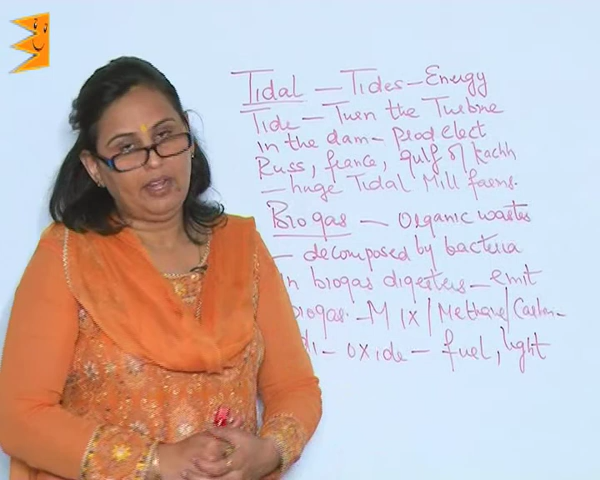 Tidal – Tides – Energy
Tide – Turn the Turbine
in the dam – prod elect
Russ, france, gulf of kachh
– huge Tidal Mill farms.
Biogas – Organic wastes
– decomposed by bacteria
in biogas digesters – emit
biogas. – MIX/Methane/Carbon –
di – oxide – fuel, light